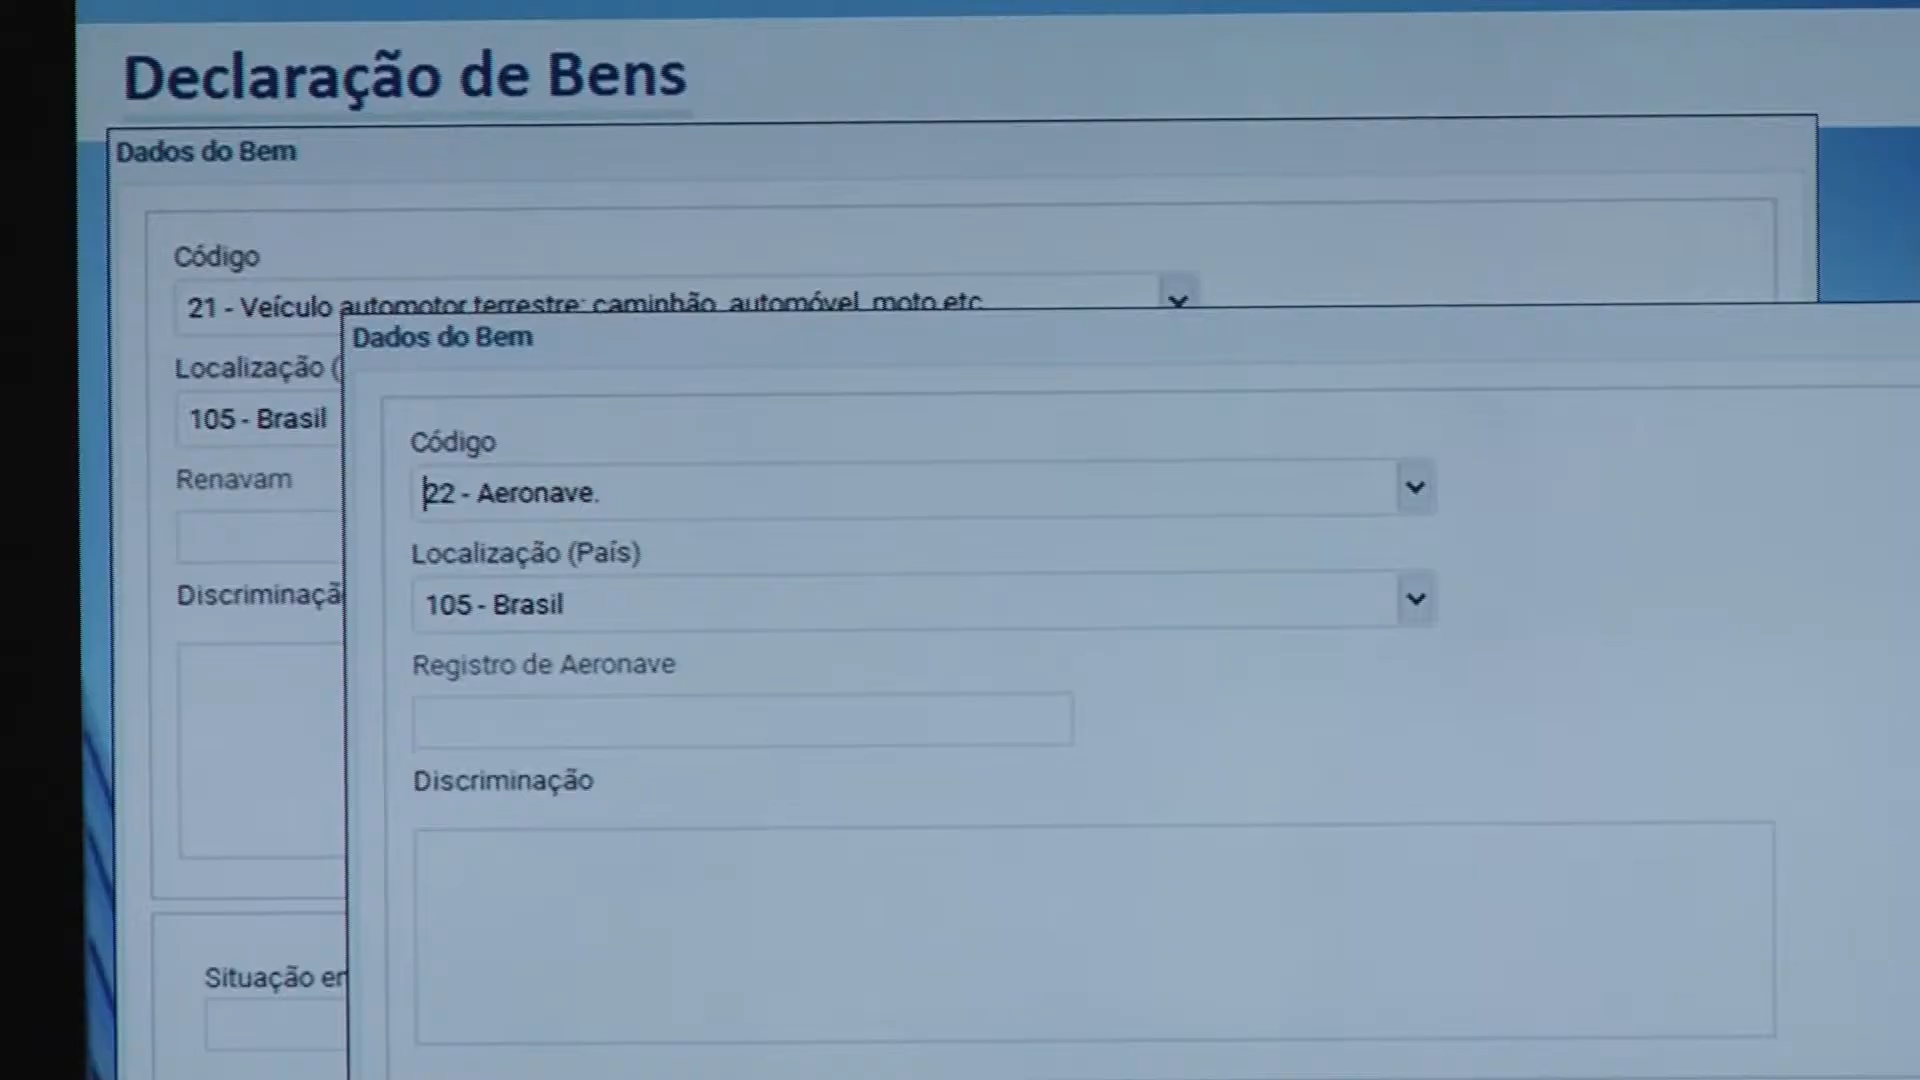 Declaração de Bens
Dados do Bem
Código
21 - Veículo automotor terrestre: caminhão, automóvel, moto etc
Localização (
105 - Brasil
Renavam
Discriminaçã
Situação en
Dados do Bem
Código
22 - Aeronave.
Localização (País)
105 - Brasil
Registro de Aeronave
Discriminação